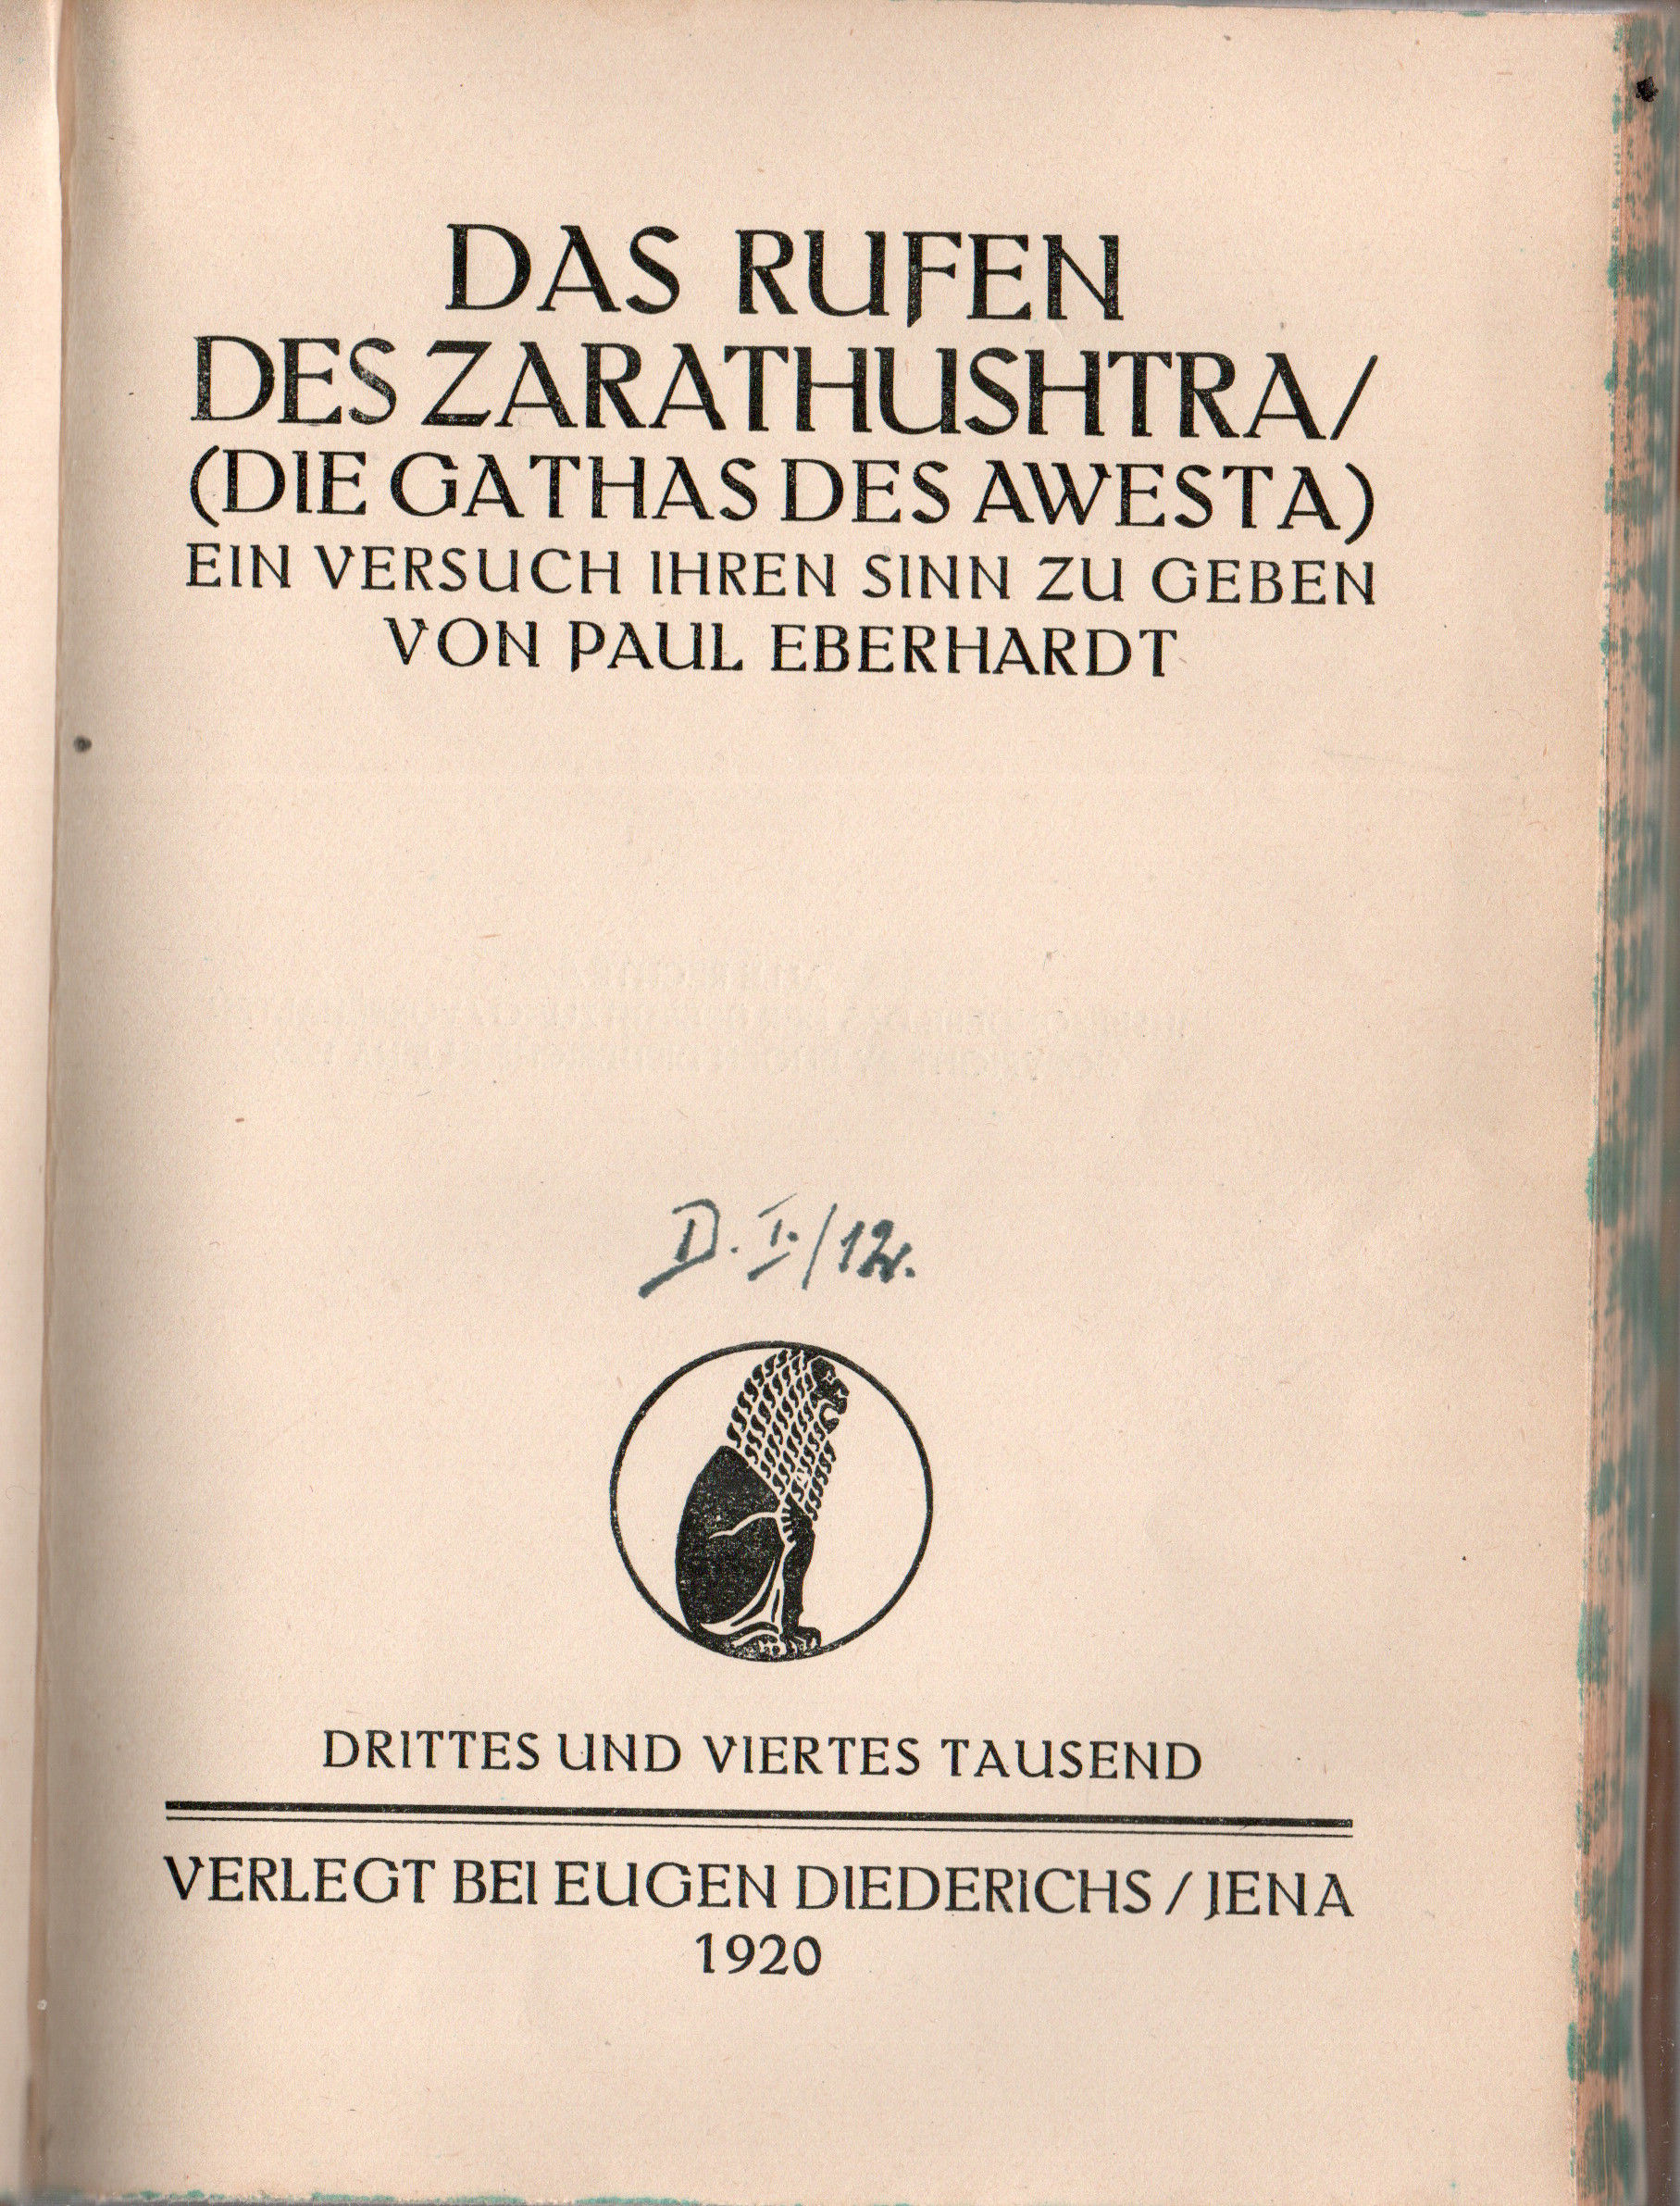 DAS RUFEN
DES ZARATHUSHTRA/
(DIE GATHAS DES AWESTA)
EIN VERSUCH IHREN SINN ZU GEBEN
VON PAUL EBERHARDT
D. I./12.
DRITTES UND VIERTES TAUSEND
VERLEGT BEI EUGEN DIEDERICHS / JENA
1920